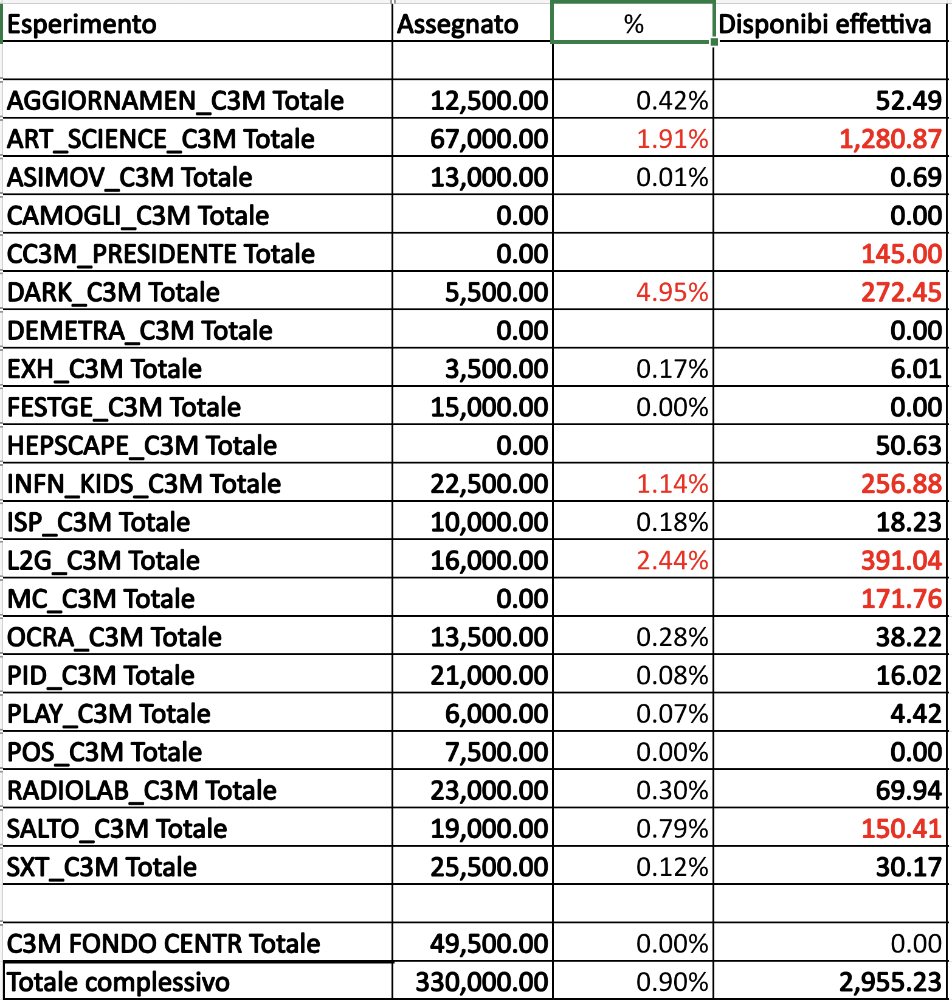 Esperimento Assegnato % Disponibi effettiva
AGGIORNAMEN_C3M Totale 12,500.00 0.42% 52.49
ART_SCIENCE_C3M Totale 67,000.00 1.91% 1,280.87
ASIMOV_C3M Totale 13,000.00 0.01% 0.69
CAMOGLI_C3M Totale 0.00 0.00
CC3M_PRESIDENTE Totale 0.00 145.00
DARK_C3M Totale 5,500.00 4.95% 272.45
DEMETRA_C3M Totale 0.00 0.00
EXH_C3M Totale 3,500.00 0.17% 6.01
FESTGE_C3M Totale 15,000.00 0.00% 0.00
HEPSCAPE_C3M Totale 0.00 50.63
INFN_KIDS_C3M Totale 22,500.00 1.14% 256.88
ISP_C3M Totale 10,000.00 0.18% 18.23
L2G_C3M Totale 16,000.00 2.44% 391.04
MC_C3M Totale 0.00 171.76
OCRA_C3M Totale 13,500.00 0.28% 38.22
PID_C3M Totale 21,000.00 0.08% 16.02
PLAY_C3M Totale 6,000.00 0.07% 4.42
POS_C3M Totale 7,500.00 0.00% 0.00
RADIOLAB_C3M Totale 23,000.00 0.30% 69.94
SALTO_C3M Totale 19,000.00 0.79% 150.41
SXT_C3M Totale 25,500.00 0.12% 30.17
C3M FONDO CENTR Totale 49,500.00 0.00% 0.00
Totale complessivo 330,000.00 0.90% 2,955.23